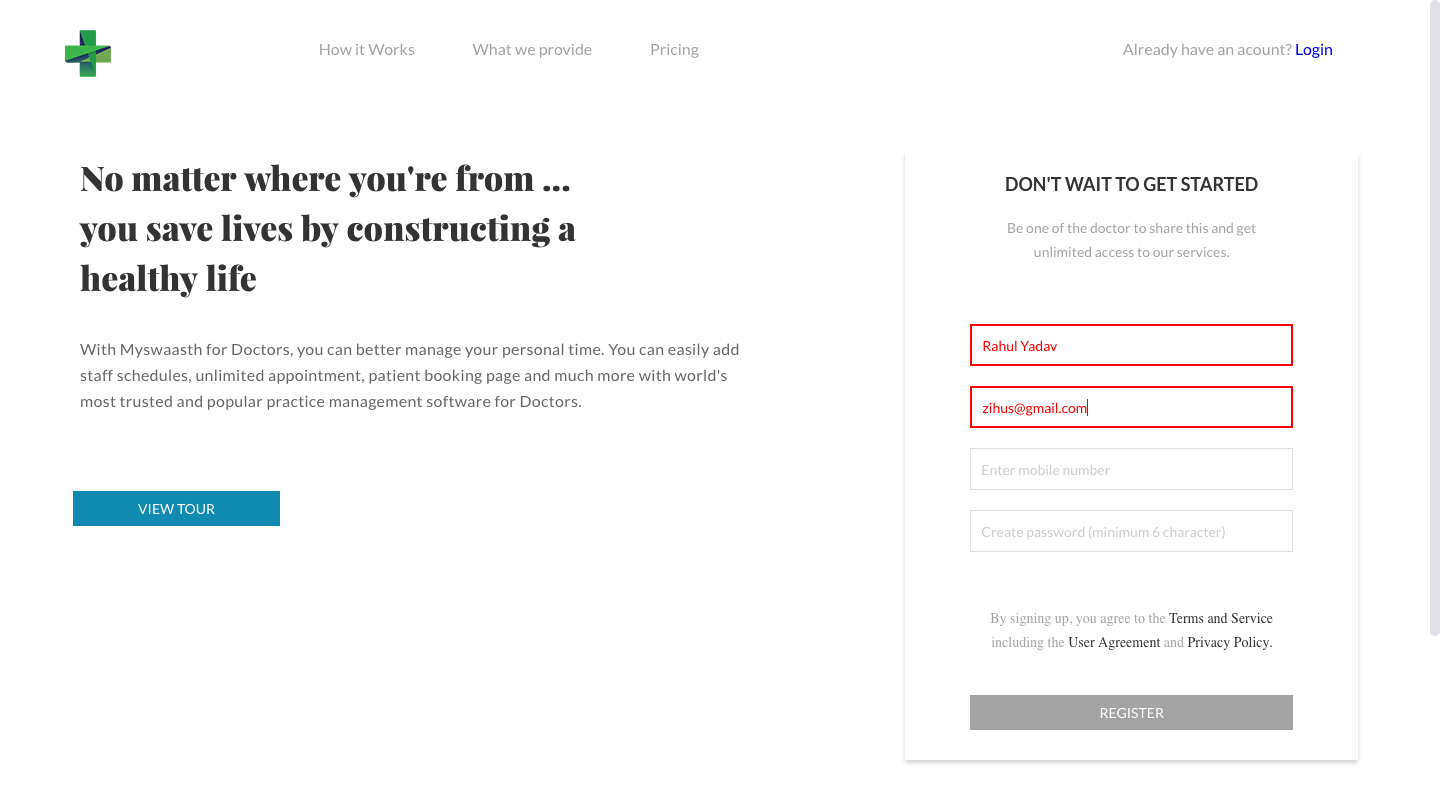 How it Works
What we provide
Pricing
Already have an acount? Login
No matter where you're from ...
you save lives by constructing a
healthy life
With Myswaasth for Doctors, you can better manage your personal time. You can easily add
staff schedules, unlimited appointment, patient booking page and much more with world's
most trusted and popular practice management software for Doctors.
VIEW TOUR
DON'T WAIT TO GET STARTED
Be one of the doctor to share this and get
unlimited access to our services.
Rahul Yadav
zihus@gmail.com
Enter mobile number
Create password (minimum 6 character)
By signing up, you agree to the Terms and Service
including the User Agreement and Privacy Policy.
REGISTER